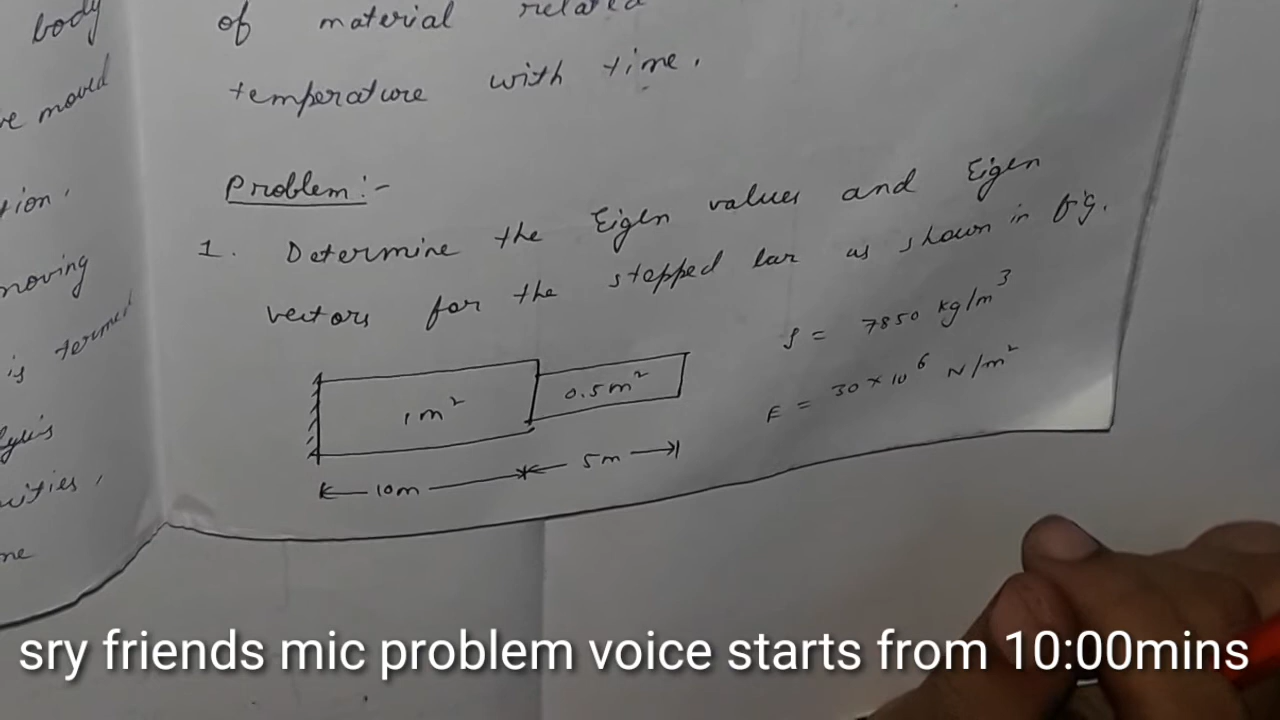 body
of material related
temperature with time.
moved
Problem:-
1. Determine the Eigen values and Eigen
vectors for the stepped bar as shown in fig.
moving
is termed
ρ = 7850 kg/m³
E = 30 × 10⁶ N/m²
1m²
0.5m²
10m
5m
sry friends mic problem voice starts from 10:00mins